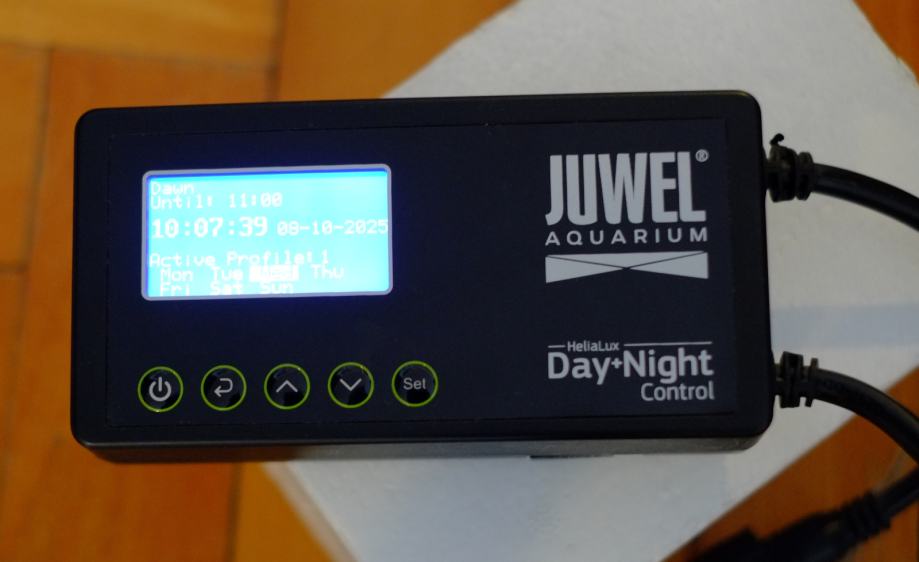 Dawn
Until: 11:00
10:07:39 08-10-2025
Active Profile: 1
Mon Tue Wed Thu
Fri Sat Sun
JUWEL®
AQUARIUM
HeliaLux
Day+Night
Control
Set